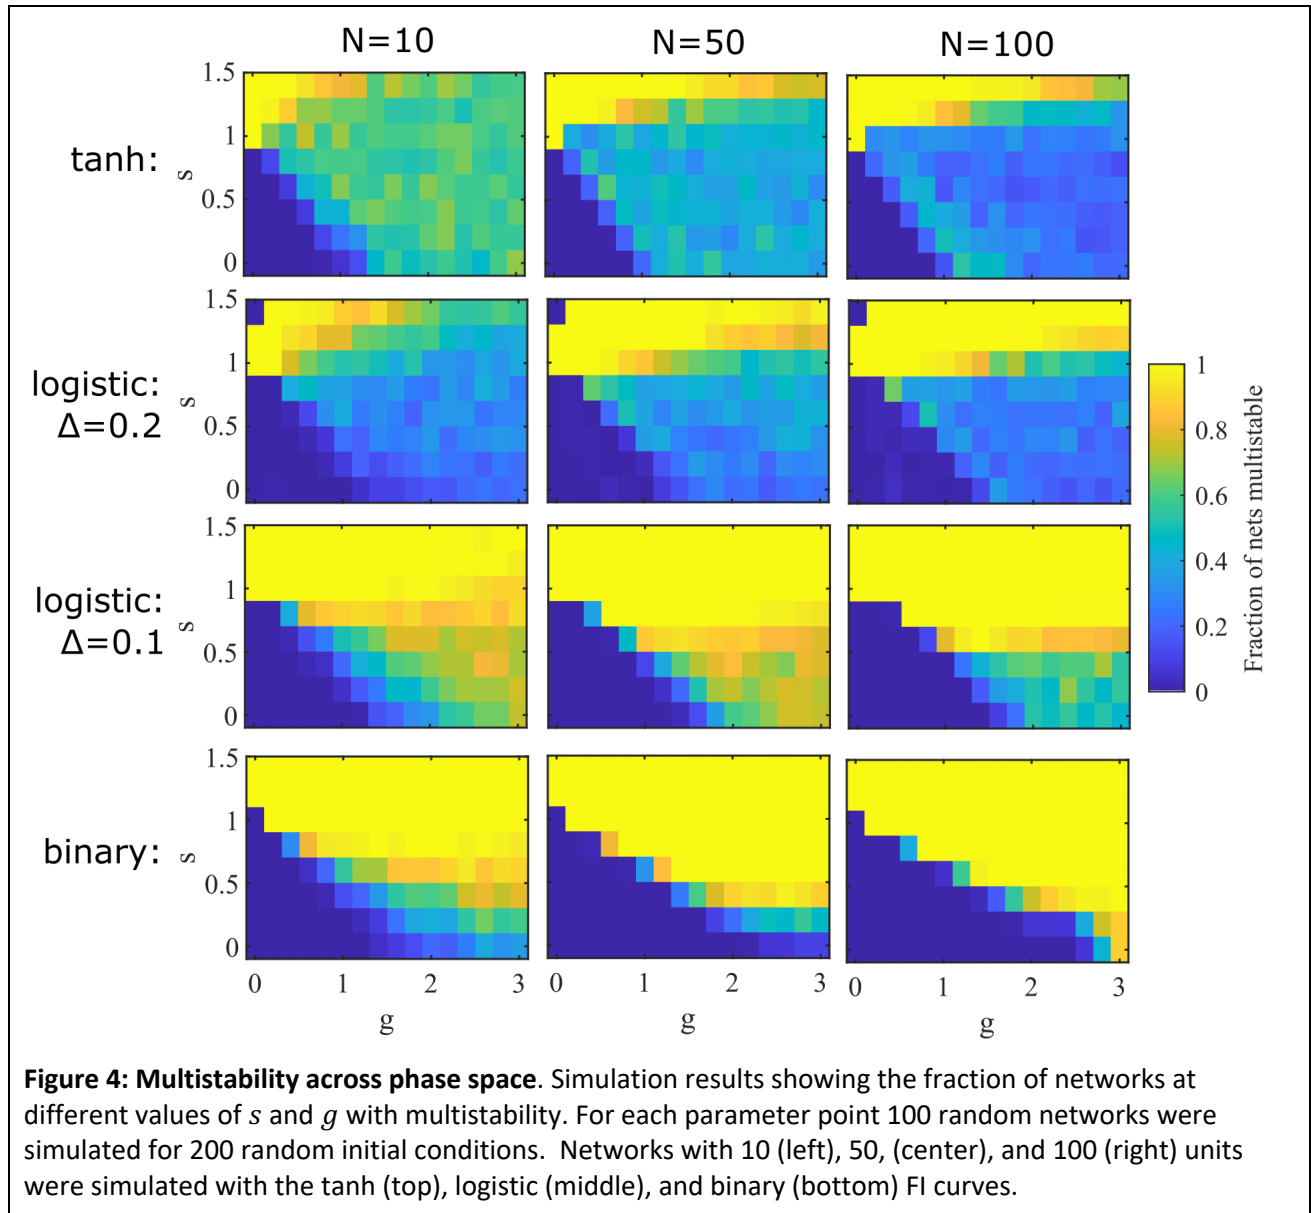 N=10 N=50 N=100
tanh:
1.5
1
0.5
0
s
logistic:
Δ=0.2
1.5
1
0.5
0
s
logistic:
Δ=0.1
1.5
1
0.5
0
s
binary:
1.5
1
0.5
0
s
0 1 2 3
g
0 1 2 3
g
0 1 2 3
g
1
0.8
0.6
0.4
0.2
0
Fraction of nets multistable
Figure 4: Multistability across phase space. Simulation results showing the fraction of networks at
different values of s and g with multistability. For each parameter point 100 random networks were
simulated for 200 random initial conditions. Networks with 10 (left), 50, (center), and 100 (right) units
were simulated with the tanh (top), logistic (middle), and binary (bottom) FI curves.